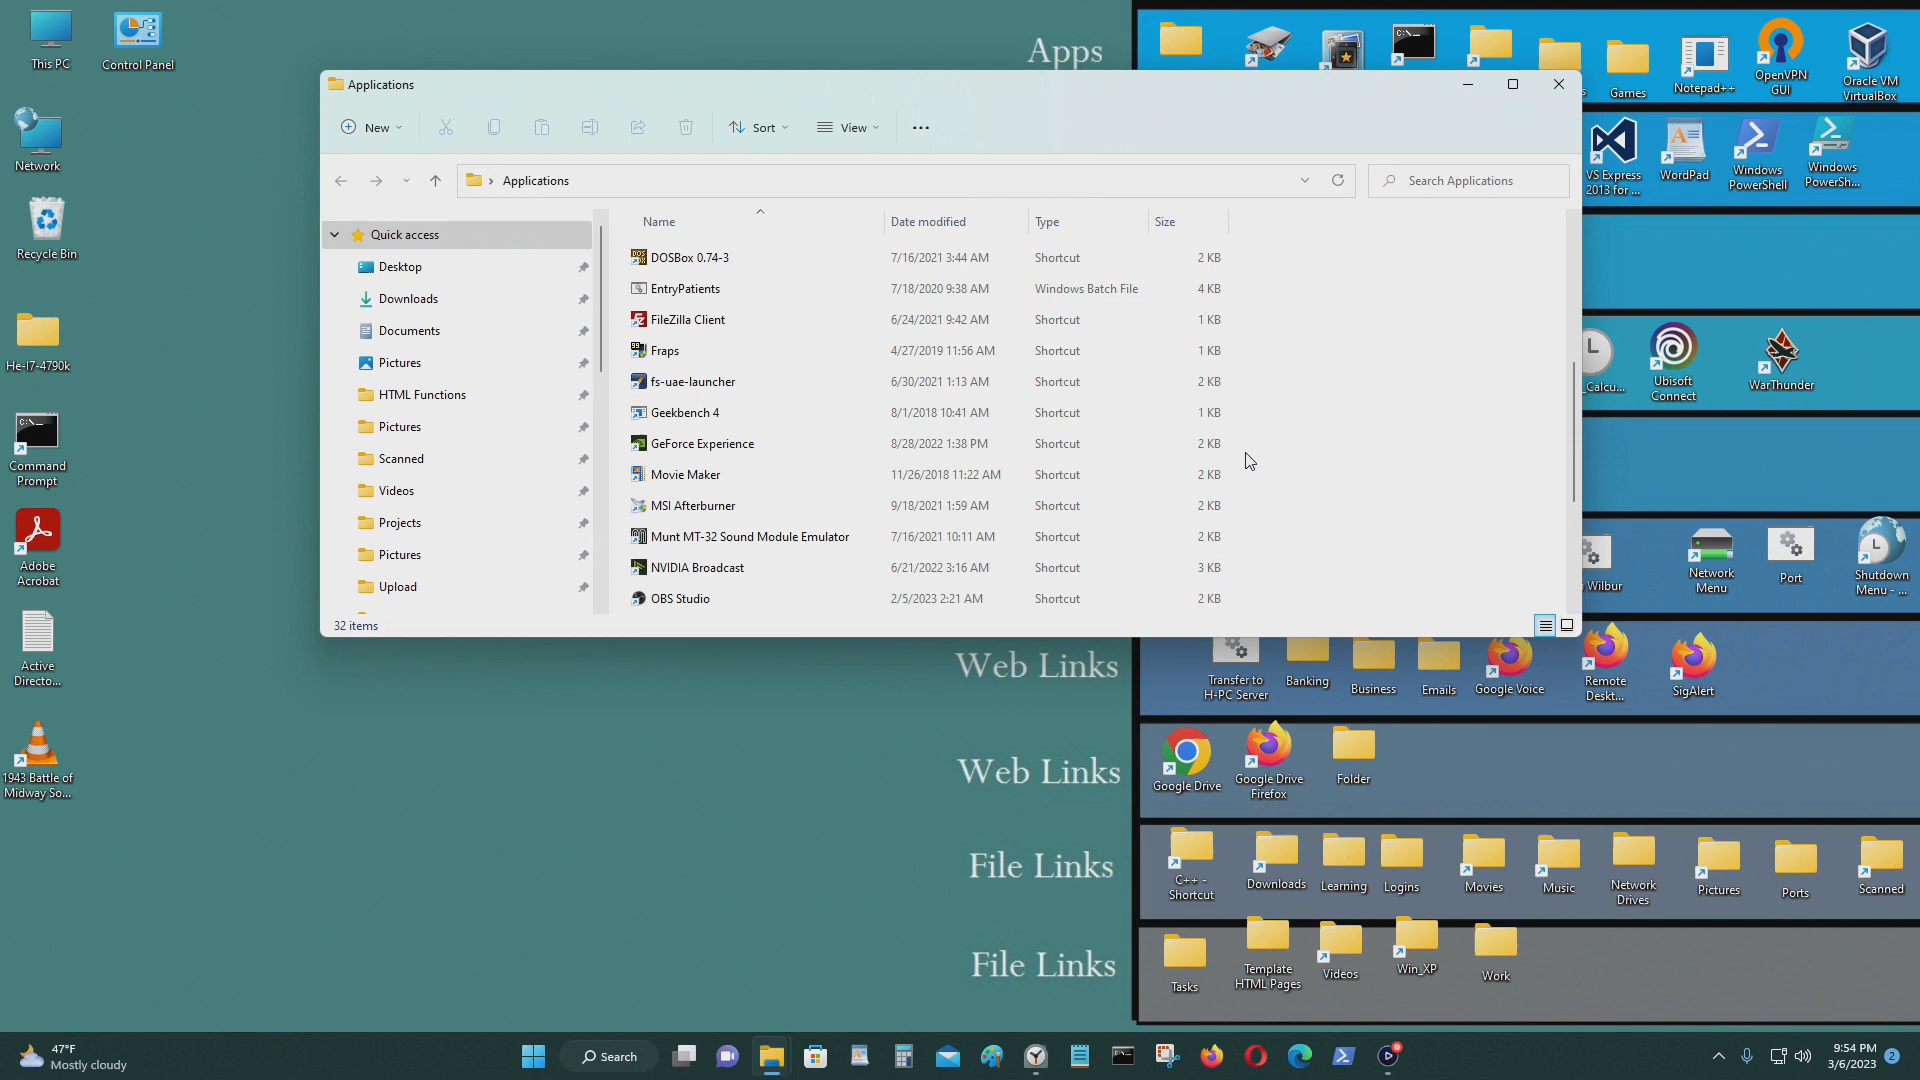 This PC
Control Panel
Network
Recycle Bin
He-I7-4790k
Command
Prompt
Adobe
Acrobat
Active
Directo...
1943 Battle of
Midway So...
Apps
Games
Notepad++
OpenVPN
GUI
Oracle VM
VirtualBox
VS Express
2013 for ...
WordPad
Windows
PowerShell
Windows
PowerSh...
Calcu...
Ubisoft
Connect
WarThunder
Wilbur
Network
Menu
Port
Shutdown
Menu - ...
Applications
New
Sort
View
Applications
Search Applications
Quick access
Desktop
Downloads
Documents
Pictures
HTML Functions
Pictures
Scanned
Videos
Projects
Pictures
Upload
Name Date modified Type Size
DOSBox 0.74-3 7/16/2021 3:44 AM Shortcut 2 KB
EntryPatients 7/18/2020 9:38 AM Windows Batch File 4 KB
FileZilla Client 6/24/2021 9:42 AM Shortcut 1 KB
Fraps 4/27/2019 11:56 AM Shortcut 1 KB
fs-uae-launcher 6/30/2021 1:13 AM Shortcut 2 KB
Geekbench 4 8/1/2018 10:41 AM Shortcut 1 KB
GeForce Experience 8/28/2022 1:38 PM Shortcut 2 KB
Movie Maker 11/26/2018 11:22 AM Shortcut 2 KB
MSI Afterburner 9/18/2021 1:59 AM Shortcut 2 KB
Munt MT-32 Sound Module Emulator 7/16/2021 10:11 AM Shortcut 2 KB
NVIDIA Broadcast 6/21/2022 3:16 AM Shortcut 3 KB
OBS Studio 2/5/2023 2:21 AM Shortcut 2 KB
32 items
Web Links
Transfer to
H-PC Server
Banking
Business
Emails
Google Voice
Remote
Deskt...
SigAlert
Web Links
Google Drive
Google Drive
Firefox
Folder
File Links
C++ -
Shortcut
Downloads
Learning
Logins
Movies
Music
Network
Drives
Pictures
Ports
Scanned
File Links
Tasks
Template
HTML Pages
Videos
Win_XP
Work
47°F
Mostly cloudy
Search
9:54 PM
3/6/2023
2